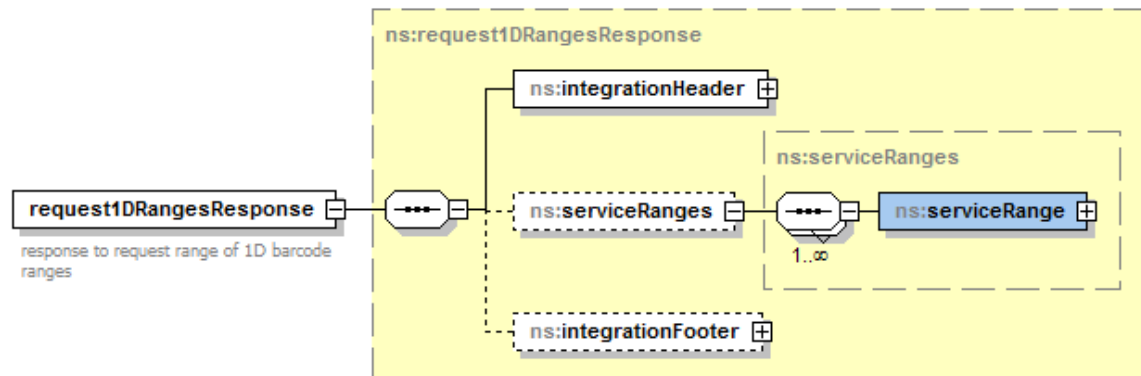 ns:request1DRangesResponse
ns:integrationHeader
ns:serviceRanges
request1DRangesResponse
ns:serviceRanges
ns:serviceRange
response to request range of 1D barcode
ranges
1..∞
ns:integrationFooter